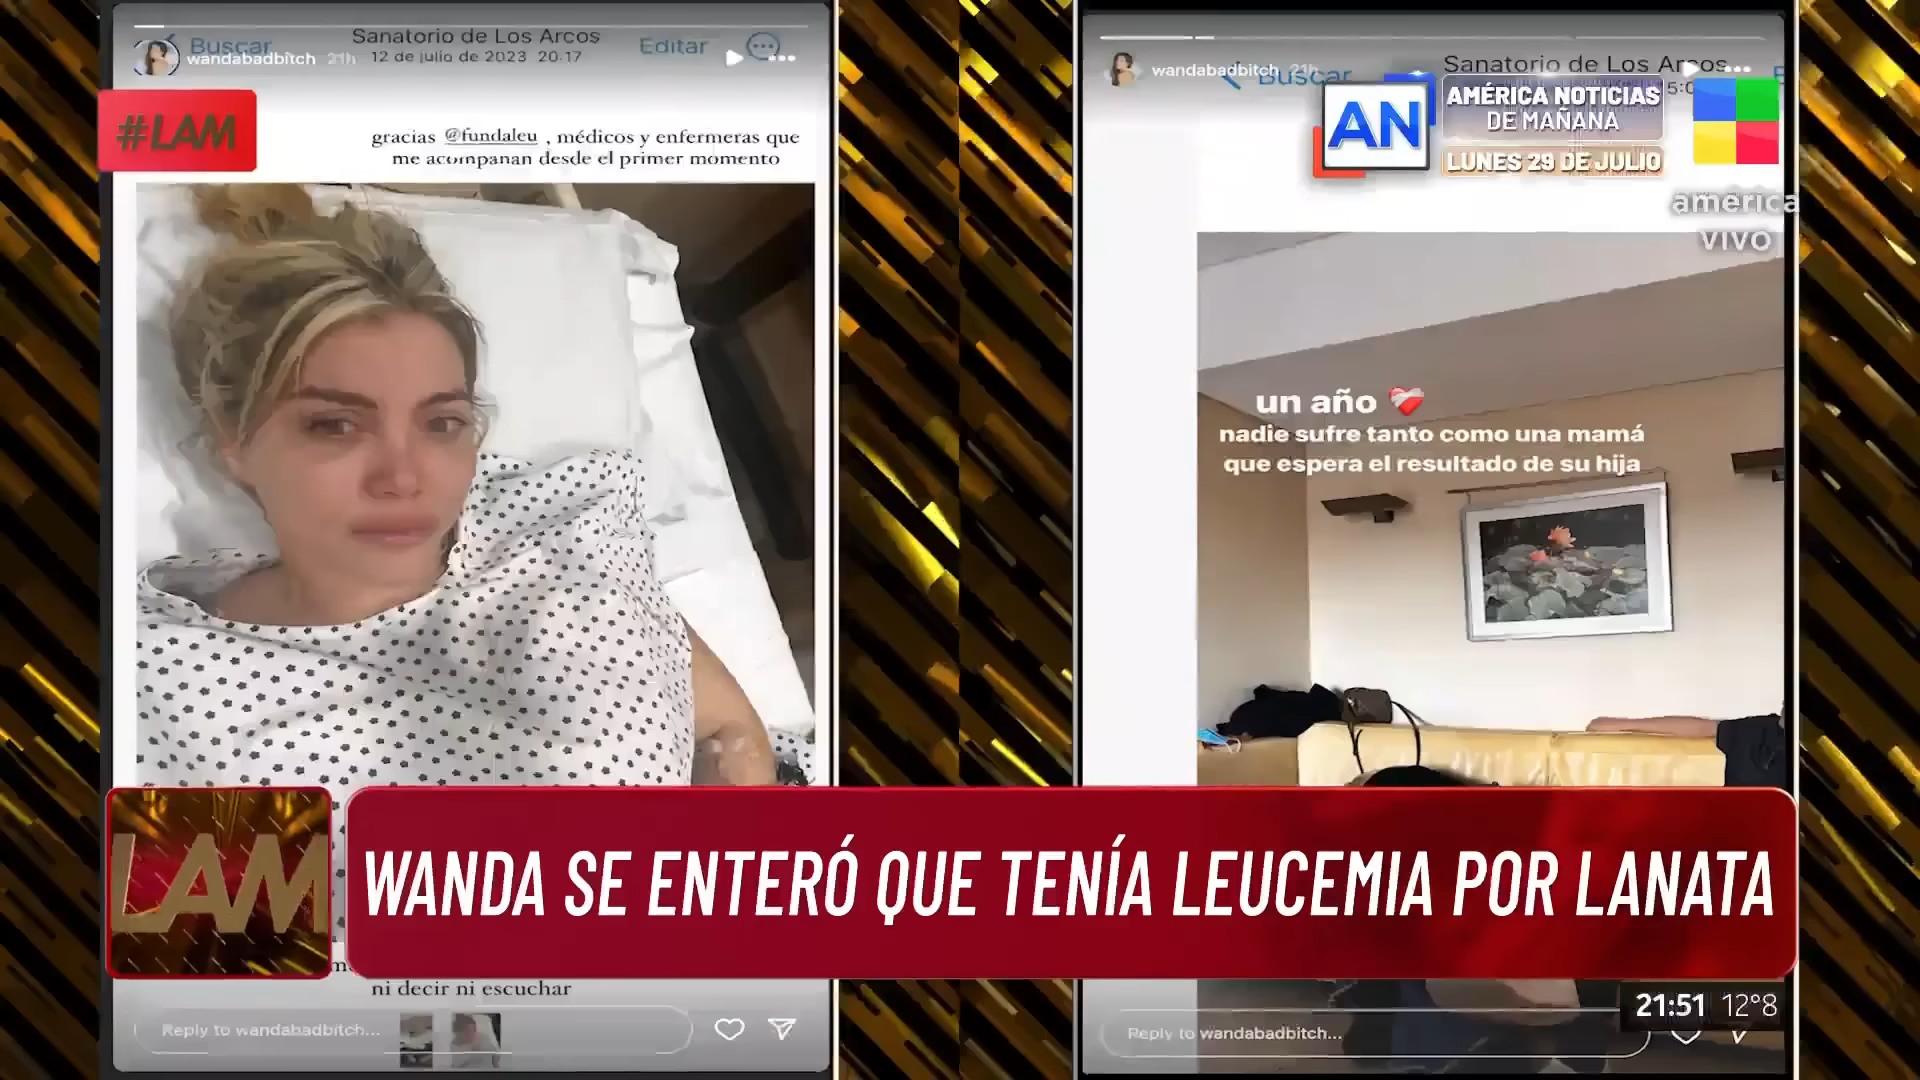 Buscar
Sanatorio de Los Arcos
Editar
wandabadbitch 21h
12 de julio de 2023 20:17
#LAM
gracias @fundaleu , médicos y enfermeras que
me acompañan desde el primer momento
ni decir ni escuchar
Reply to wandabadbitch...
Sanatorio de Los Arcos
wandabadbitch 21h
Buscar
AN
AMÉRICA NOTICIAS
DE MAÑANA
LUNES 29 DE JULIO
america
VIVO
un año
nadie sufre tanto como una mamá
que espera el resultado de su hija
LAM
WANDA SE ENTERÓ QUE TENÍA LEUCEMIA POR LANATA
21:51 12°8
Reply to wandabadbitch...